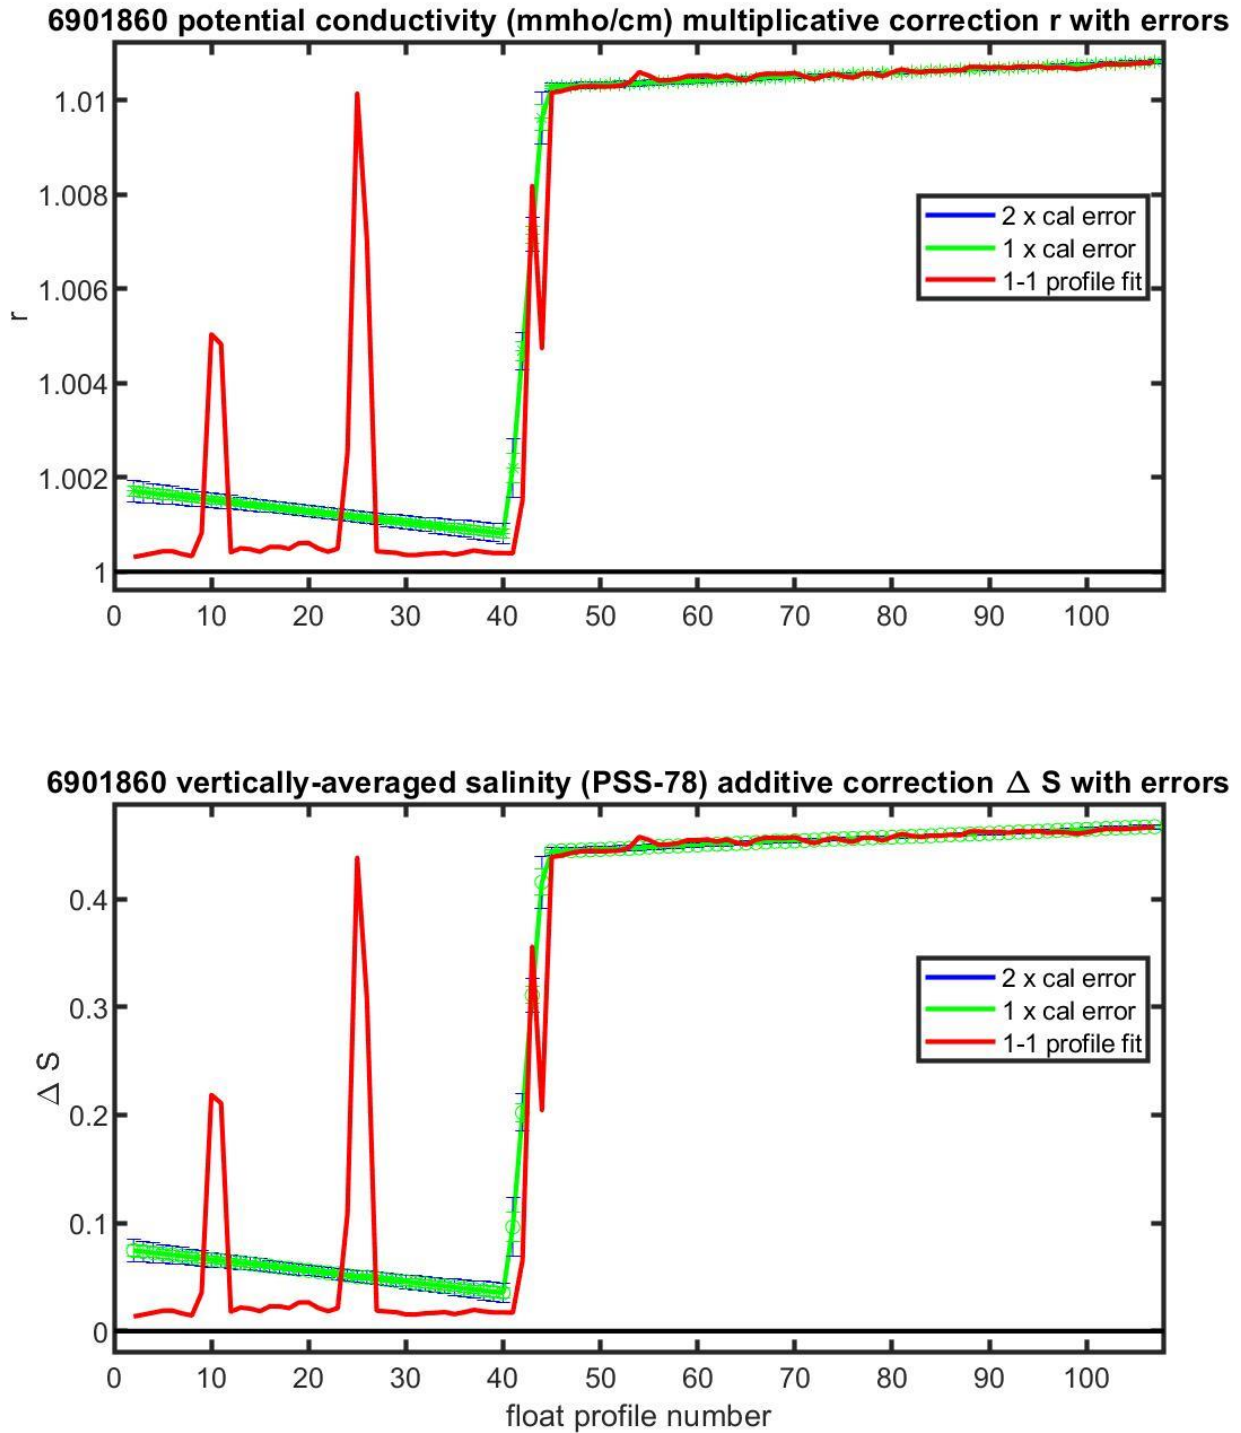 6901860 potential conductivity (mmho/cm) multiplicative correction r with errors
1.01
1.008
1.006
1.004
1.002
1
r
2 x cal error
1 x cal error
1-1 profile fit
0 10 20 30 40 50 60 70 80 90 100
6901860 vertically-averaged salinity (PSS-78) additive correction Δ S with errors
0.4
0.3
0.2
0.1
0
Δ S
2 x cal error
1 x cal error
1-1 profile fit
0 10 20 30 40 50 60 70 80 90 100
float profile number